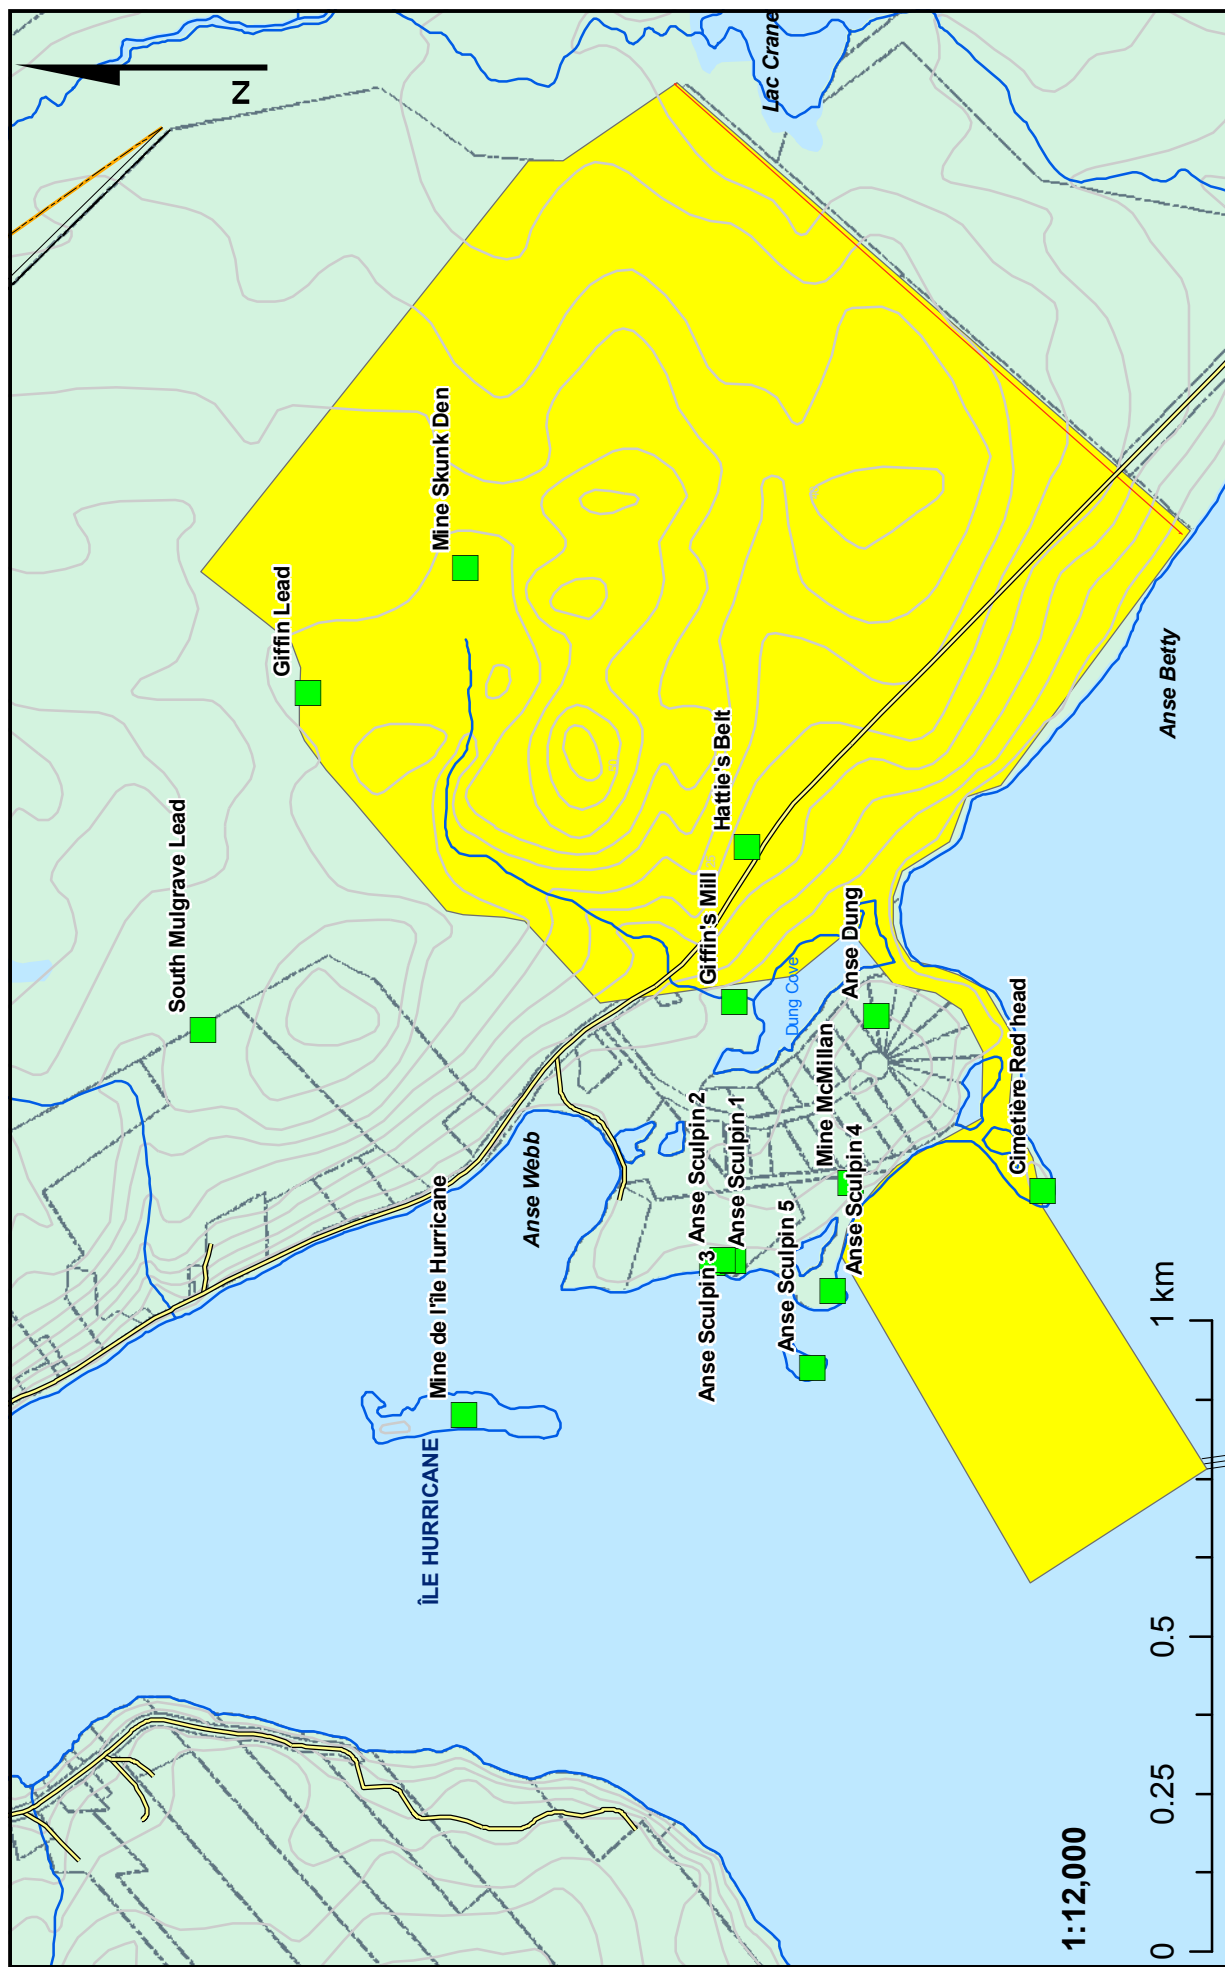 N
Lac Crane
Mine Skunk Den
Giffin Lead
South Mulgrave Lead
Hattie's Belt
Giffin's Mill
Anse Betty
Dung Cove
Anse Dung
Mine McMillan
Cimetière Red head
Anse Webb
Anse Sculpin 2
Anse Sculpin 1
Anse Sculpin 4
Anse Sculpin 5
Anse Sculpin 3
Mine de l'île Hurricane
ÎLE HURRICANE
50
25
1:12,000
0
0.25
0.5
1 km